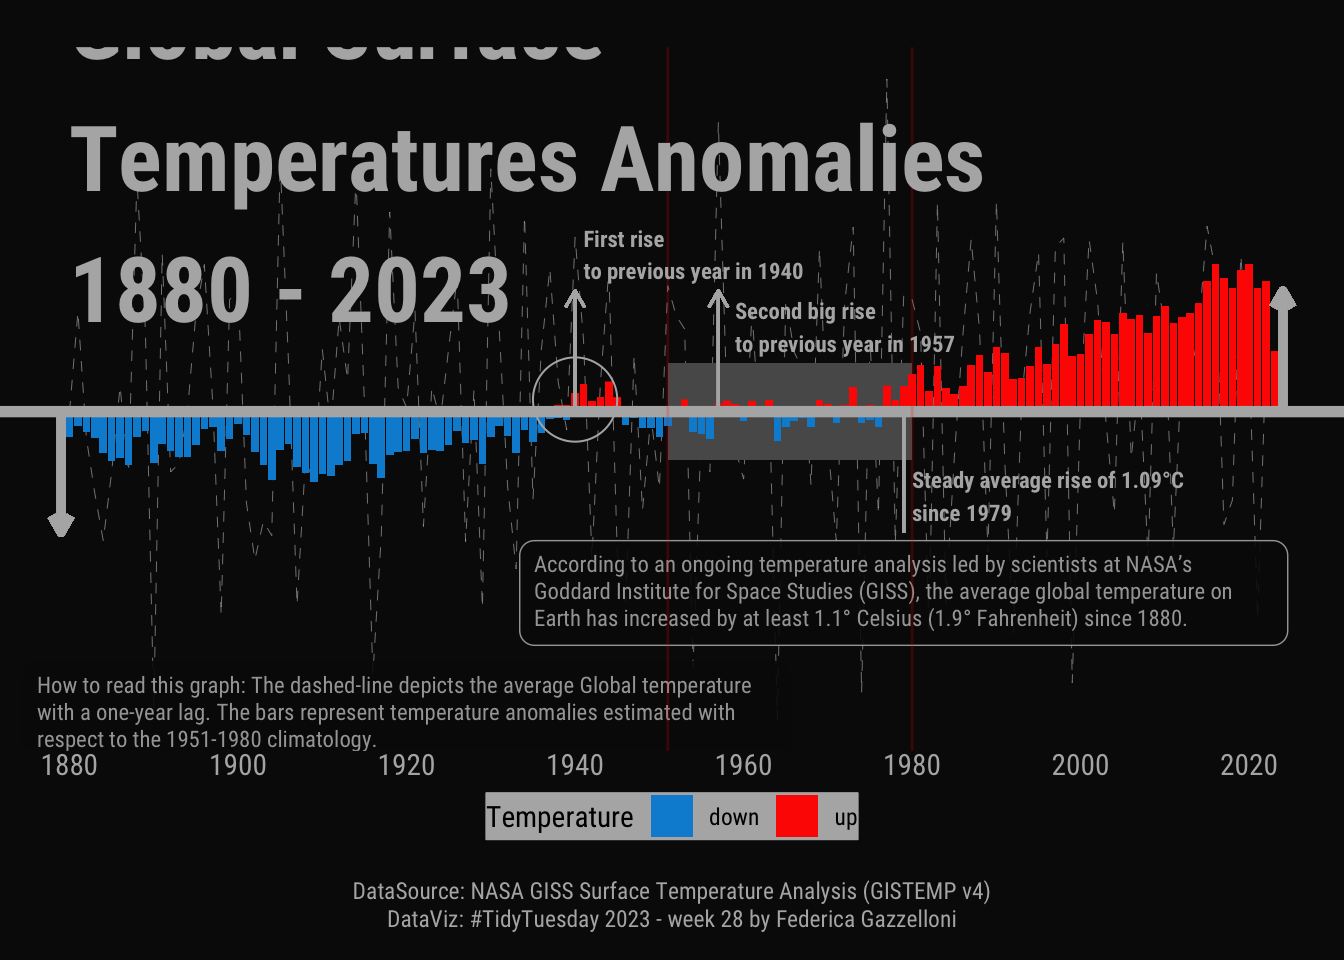 Global Surface
Temperatures Anomalies
1880 - 2023
First rise
to previous year in 1940
Second big rise
to previous year in 1957
Steady average rise of 1.09°C
since 1979
According to an ongoing temperature analysis led by scientists at NASA’s
Goddard Institute for Space Studies (GISS), the average global temperature on
Earth has increased by at least 1.1° Celsius (1.9° Fahrenheit) since 1880.
How to read this graph: The dashed-line depicts the average Global temperature
with a one-year lag. The bars represent temperature anomalies estimated with
respect to the 1951-1980 climatology.
1880 1900 1920 1940 1960 1980 2000 2020
Temperature down up
DataSource: NASA GISS Surface Temperature Analysis (GISTEMP v4)
DataViz: #TidyTuesday 2023 - week 28 by Federica Gazzelloni